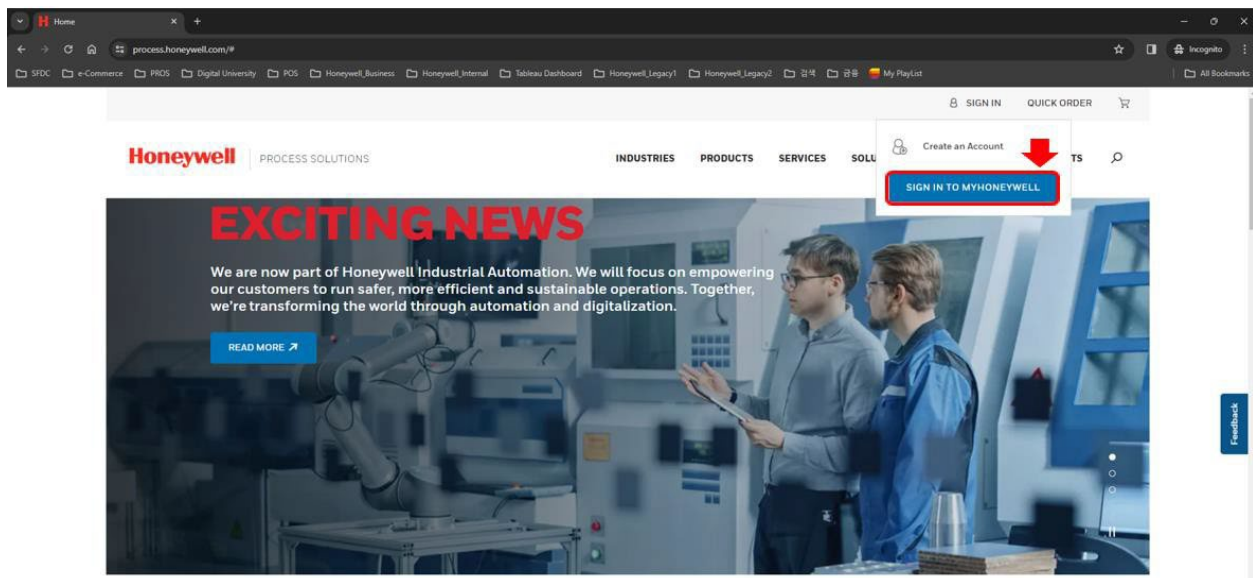 Home
process.honeywell.com/#
Incognito
SFDC e-Commerce PROS Digital University POS Honeywell_Business Honeywell_Internal Tableau Dashboard Honeywell_Legacy1 Honeywell_Legacy2 검색 금융 My PlayList All Bookmarks
SIGN IN QUICK ORDER
Honeywell PROCESS SOLUTIONS INDUSTRIES PRODUCTS SERVICES SOLU TS
Create an Account
SIGN IN TO MYHONEYWELL
EXCITING NEWS
We are now part of Honeywell Industrial Automation. We will focus on empowering
our customers to run safer, more efficient and sustainable operations. Together,
we're transforming the world through automation and digitalization.
READ MORE
Feedback